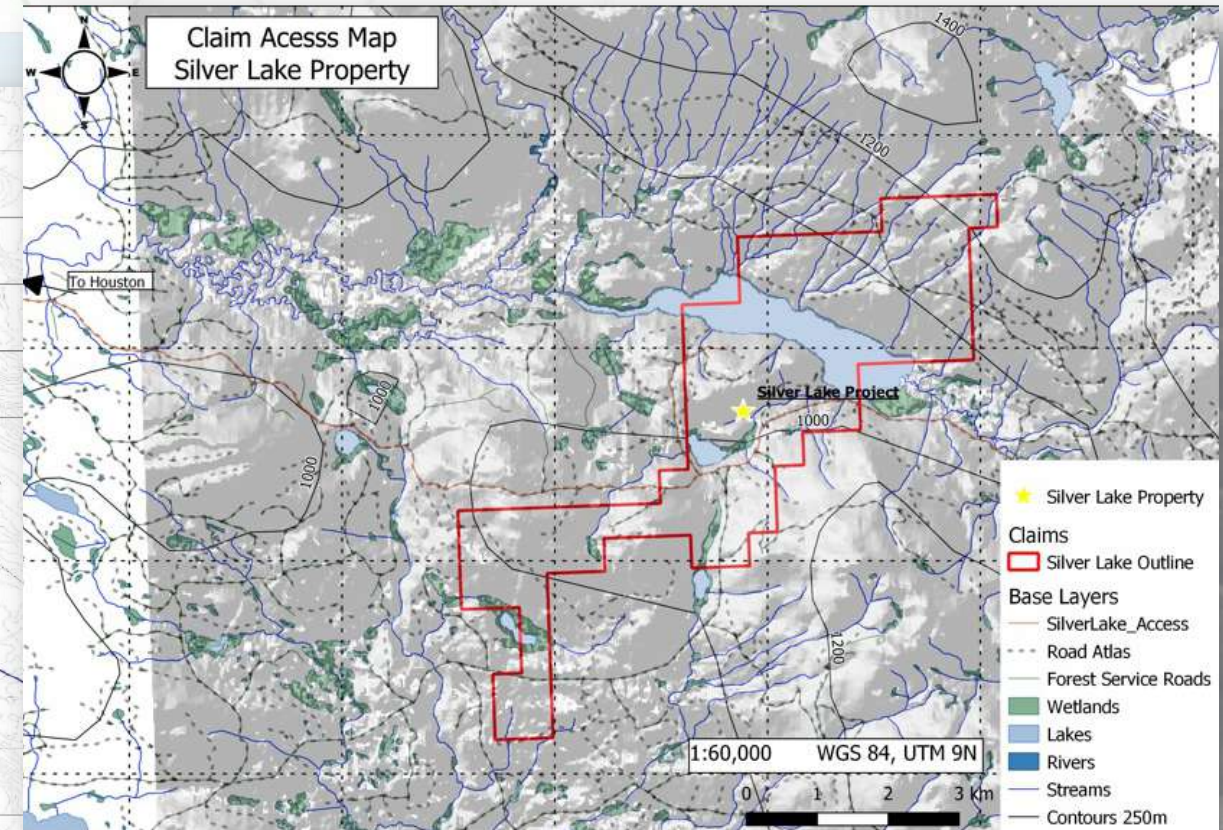 Claim Acesss Map
Silver Lake Property
N
W
E
S
1400
1200
To Houston
Silver Lake Project
1000
1000
1000
1200
Silver Lake Property
Claims
Silver Lake Outline
Base Layers
SilverLake_Access
Road Atlas
Forest Service Roads
Wetlands
Lakes
Rivers
Streams
Contours 250m
1:60,000 WGS 84, UTM 9N
0 1 2 3 km